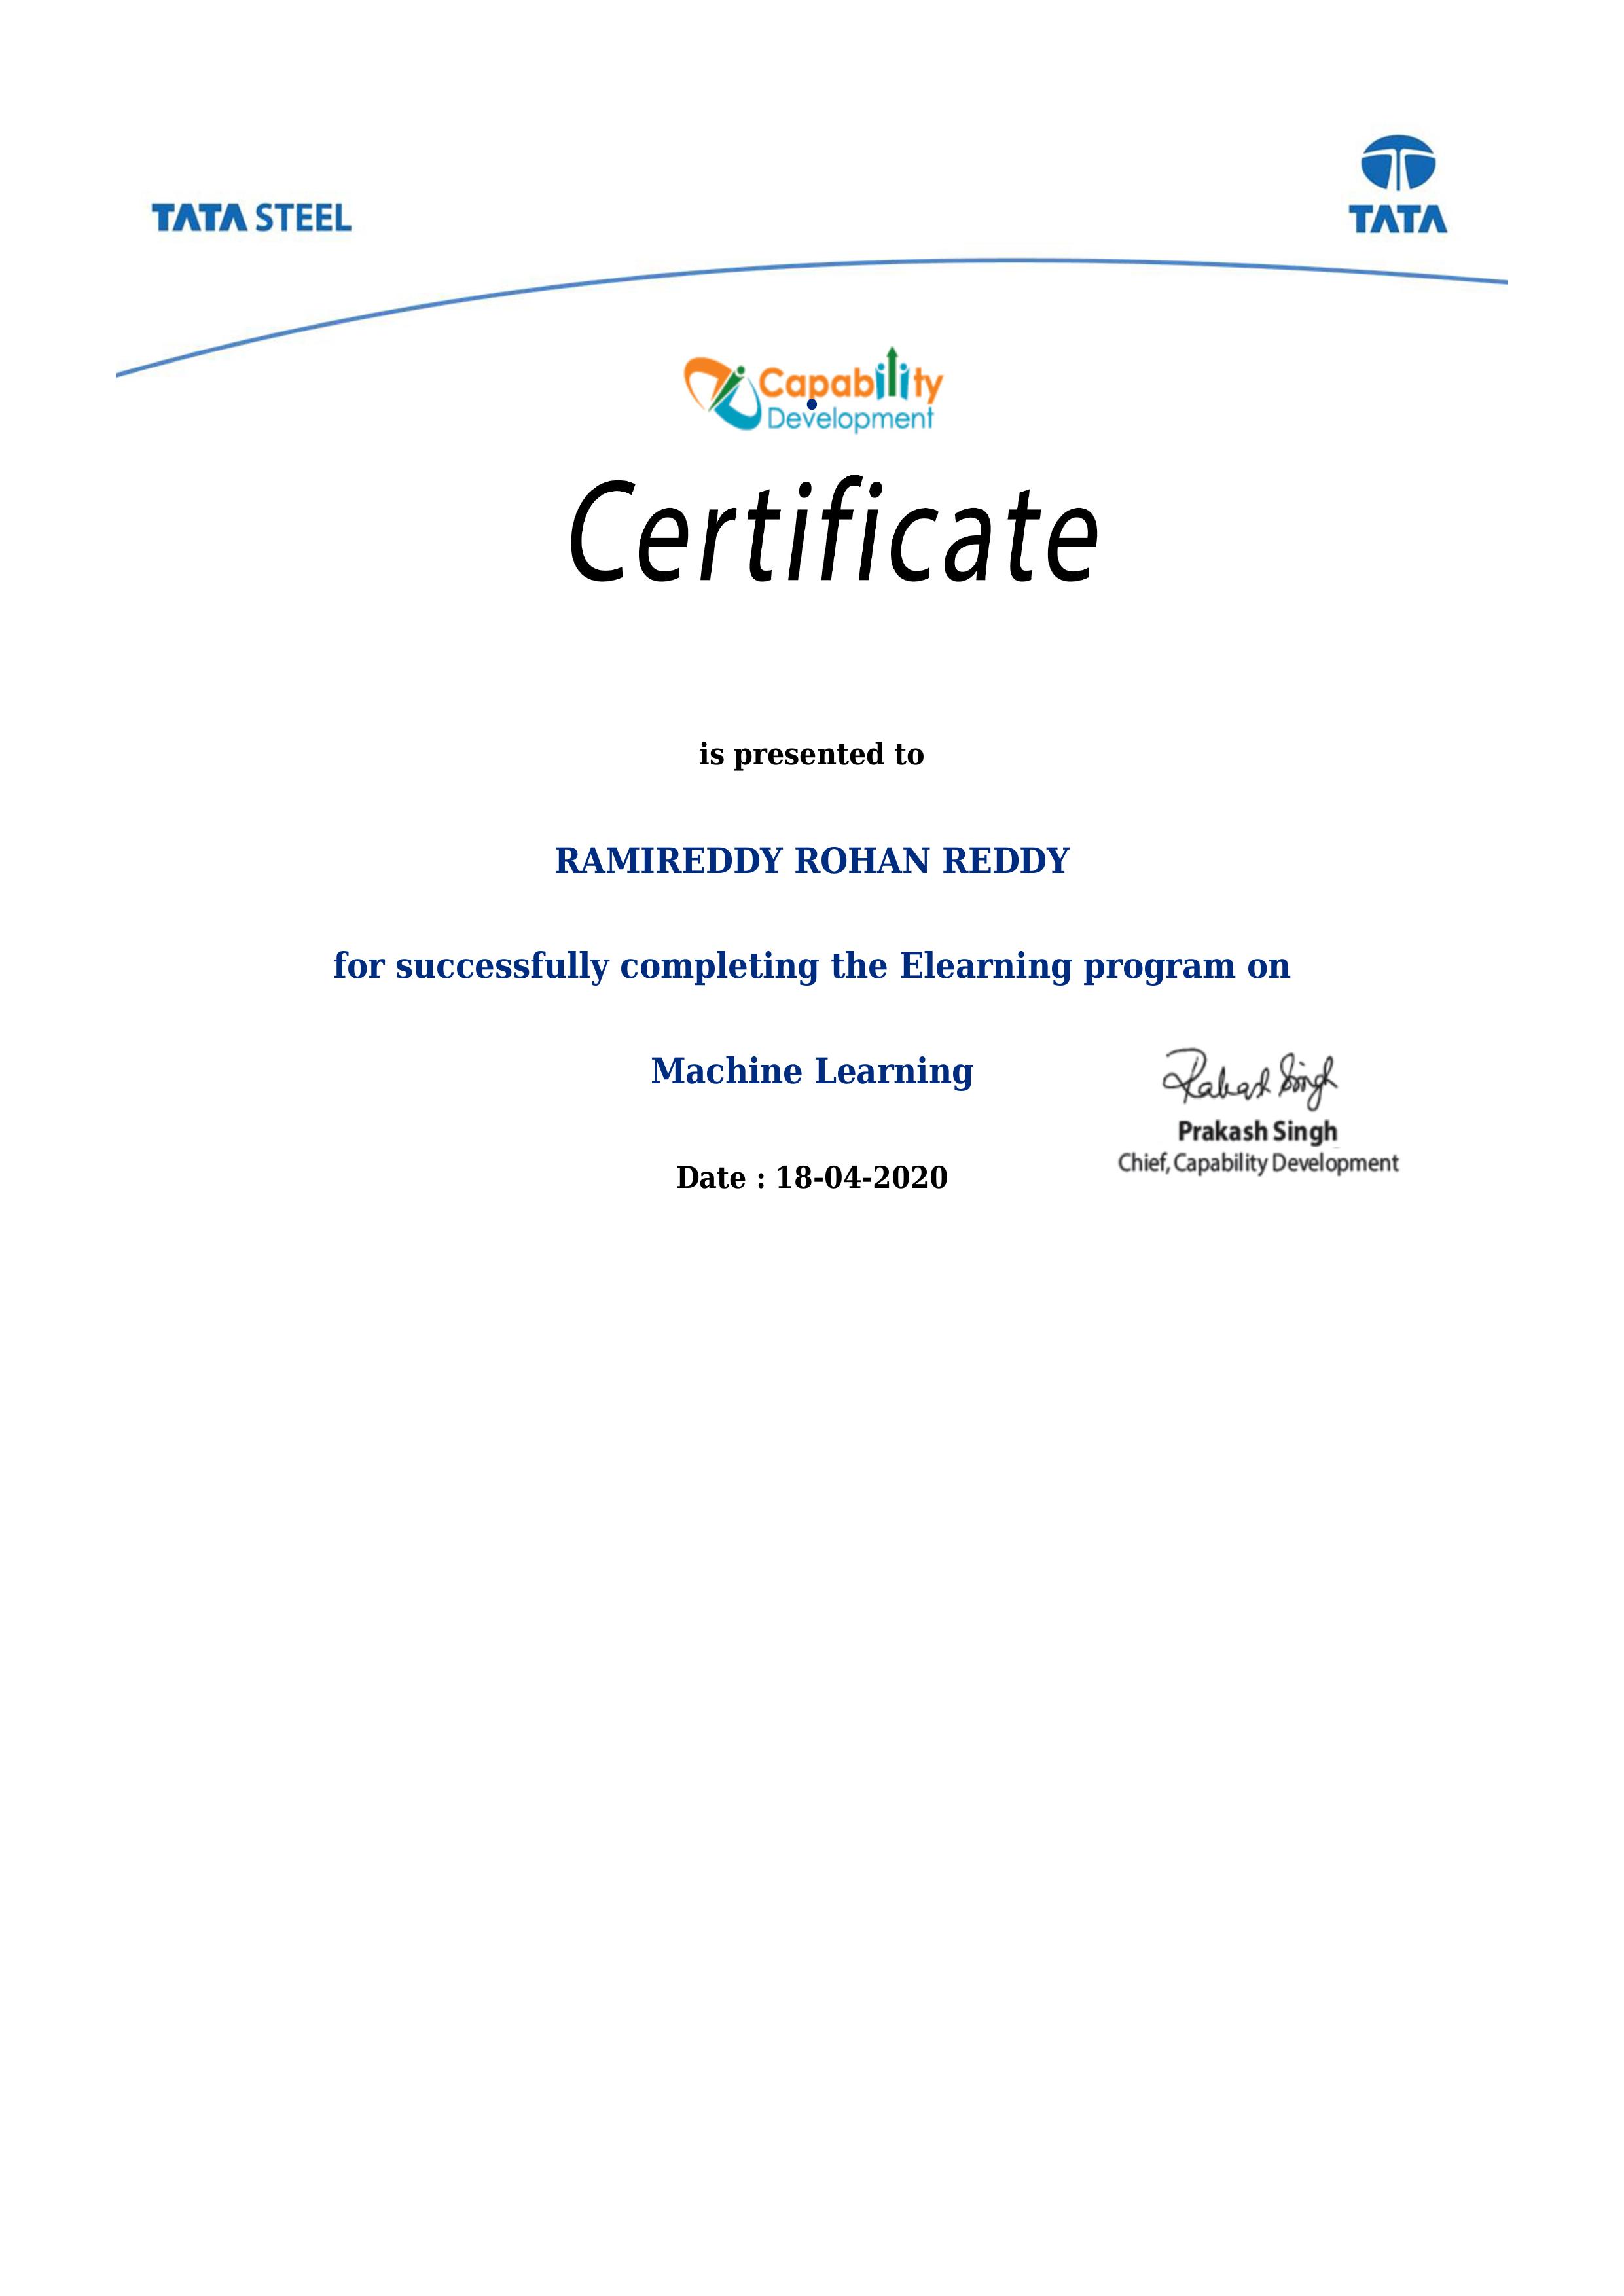 TATA STEEL
TATA
Capability
Development
Certificate
is presented to
RAMIREDDY ROHAN REDDY
for successfully completing the Elearning program on
Machine Learning
Prakash Singh
Prakash Singh
Chief, Capability Development
Date : 18-04-2020